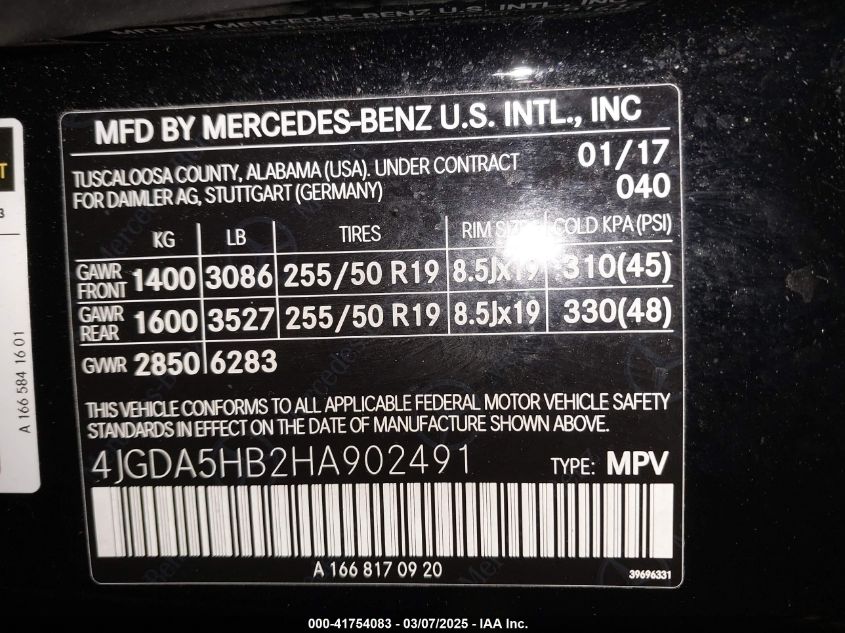 MFD BY MERCEDES-BENZ U.S. INTL., INC
TUSCALOOSA COUNTY, ALABAMA (USA). UNDER CONTRACT
FOR DAIMLER AG, STUTTGART (GERMANY)
01/17
040
KG LB TIRES RIM SIZE COLD KPA (PSI)
GAWR FRONT 1400 3086 255/50 R19 8.5Jx19 310(45)
GAWR REAR 1600 3527 255/50 R19 8.5Jx19 330(48)
GVWR 2850 6283
THIS VEHICLE CONFORMS TO ALL APPLICABLE FEDERAL MOTOR VEHICLE SAFETY
STANDARDS IN EFFECT ON THE DATE OF MANUFACTURE SHOWN ABOVE.
4JGDA5HB2HA902491 TYPE: MPV
A 166 817 09 20
39696331
A 166 584 16 01
000-41754083 - 03/07/2025 - IAA Inc.